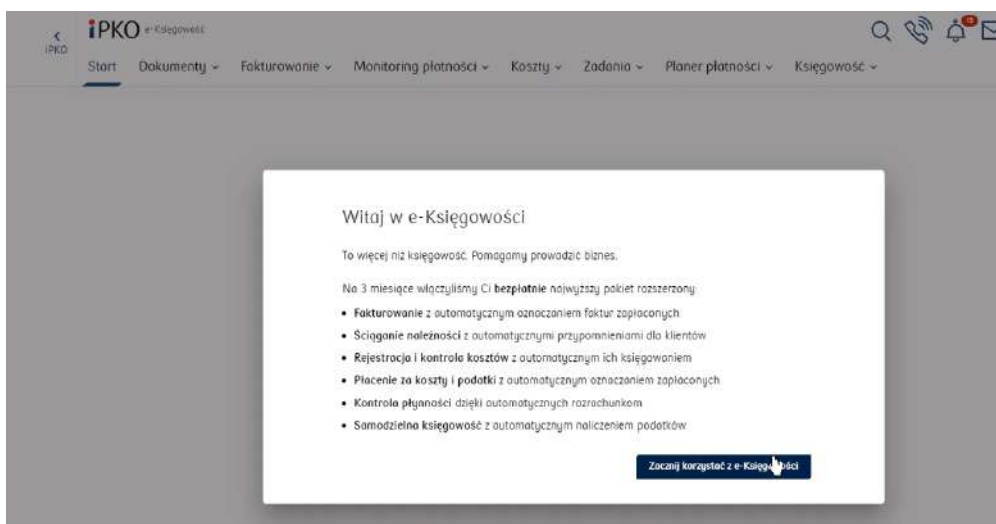 iPKO e-Księgowość
iPKO
Start Dokumenty Fakturowanie Monitoring płatności Koszty Zadania Planer płatności Księgowość
Witaj w e-Księgowości
To więcej niż księgowość. Pomagamy prowadzić biznes.
Na 3 miesiące włączyliśmy Ci bezpłatnie najwyższy pakiet rozszerzony:
• Fakturowanie z automatycznym oznaczaniem faktur zapłaconych
• Ściąganie należności z automatycznymi przypomnieniami dla klientów
• Rejestracja i kontrola kosztów z automatycznym ich księgowaniem
• Płacenie za koszty i podatki z automatycznym oznaczaniem zapłaconych
• Kontrola płynności dzięki automatycznych rozrachunkom
• Samodzielna księgowość z automatycznym naliczeniem podatków
Zacznij korzystać z e-Księgowości